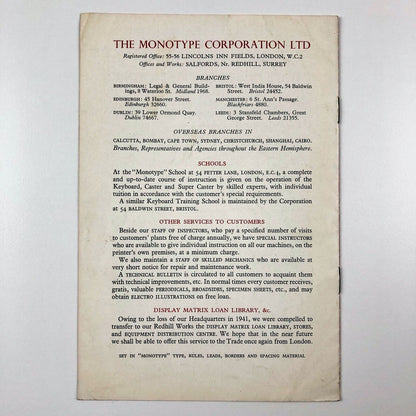 THE MONOTYPE CORPORATION LTD
Registered Office: 55-56 LINCOLNS INN FIELDS, LONDON, W.C.2
Offices and Works: SALFORDS, Nr. REDHILL, SURREY
BRANCHES
BIRMINGHAM: Legal & General Build-
ings, 8 Waterloo St. Midland 1968.
EDINBURGH: 45 Hanover Street.
Edinburgh 32660.
DUBLIN: 39 Lower Ormond Quay.
Dublin 74667.
BRISTOL: West India House, 54 Baldwin
Street. Bristol 24452.
MANCHESTER: 6 St. Ann's Passage.
Blackfriars 4880.
LEEDS: 3 Stansfeld Chambers, Great
George Street. Leeds 21355.
OVERSEAS BRANCHES IN
CALCUTTA, BOMBAY, CAPE TOWN, SYDNEY, CHRISTCHURCH, SHANGHAI, CAIRO.
Branches, Representatives and Agencies throughout the Eastern Hemisphere.
SCHOOLS
At the "Monotype" School at 54 FETTER LANE, LONDON, E.C.4, a complete
and up-to-date course of instruction is given on the operation of the
Keyboard, Caster and Super Caster by skilled experts, with individual
tuition in accordance with the customer's special requirements.
A similar Keyboard Training School is maintained by the Corporation
at 54 BALDWIN STREET, BRISTOL.
OTHER SERVICES TO CUSTOMERS
Beside our STAFF OF INSPECTORS, who pay a specified number of visits
to customers' plants free of charge annually, we have SPECIAL INSTRUCTORS
who are available to give individual instruction on all our machines, on the
printer's own premises, at a minimum charge.
We also maintain a STAFF OF SKILLED MECHANICS who are available at
very short notice for repair and maintenance work.
A TECHNICAL BULLETIN is circulated to all customers to acquaint them
with technical improvements, etc. In normal times every customer receives,
gratis, valuable PERIODICALS, BROADSIDES, SPECIMEN SHEETS, etc., and may
obtain ELECTRO ILLUSTRATIONS on free loan.
DISPLAY MATRIX LOAN LIBRARY, &c.
Owing to the loss of our Headquarters in 1941, we were compelled to
transfer to our Redhill Works the DISPLAY MATRIX LOAN LIBRARY, STORES,
and EQUIPMENT DISTRIBUTION CENTRE. We hope that in the near future
we shall be able to offer this service to the Trade once again from London.
SET IN "MONOTYPE" TYPE, RULES, LEADS, BORDERS AND SPACING MATERIAL